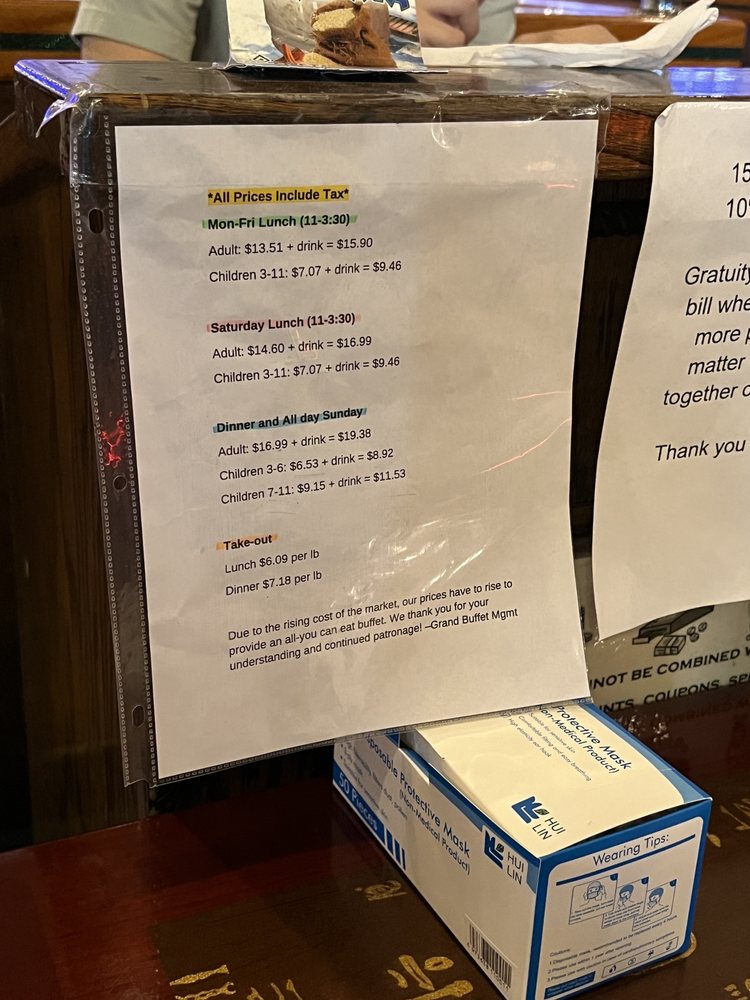 *All Prices Include Tax*
Mon-Fri Lunch (11-3:30)
Adult: $13.51 + drink = $15.90
Children 3-11: $7.07 + drink = $9.46
Saturday Lunch (11-3:30)
Adult: $14.60 + drink = $16.99
Children 3-11: $7.07 + drink = $9.46
Dinner and All day Sunday
Adult: $16.99 + drink = $19.38
Children 3-6: $6.53 + drink = $8.92
Children 7-11: $9.15 + drink = $11.53
Take-out
Lunch $6.09 per lb
Dinner $7.18 per lb
Due to the rising cost of the market, our prices have to rise to
provide an all-you can eat buffet. We thank you for your
understanding and continued patronage! –Grand Buffet Mgmt
15
10
Gratuity
bill
more
matter
together
Thank you
NOT BE COMBINED
COUPONS
Protective Mask
(Non-Medical Product)
HUI
LIN
Protective Mask
(Non-Medical Product)
50 Pieces
HUI
LIN
Wearing Tips: